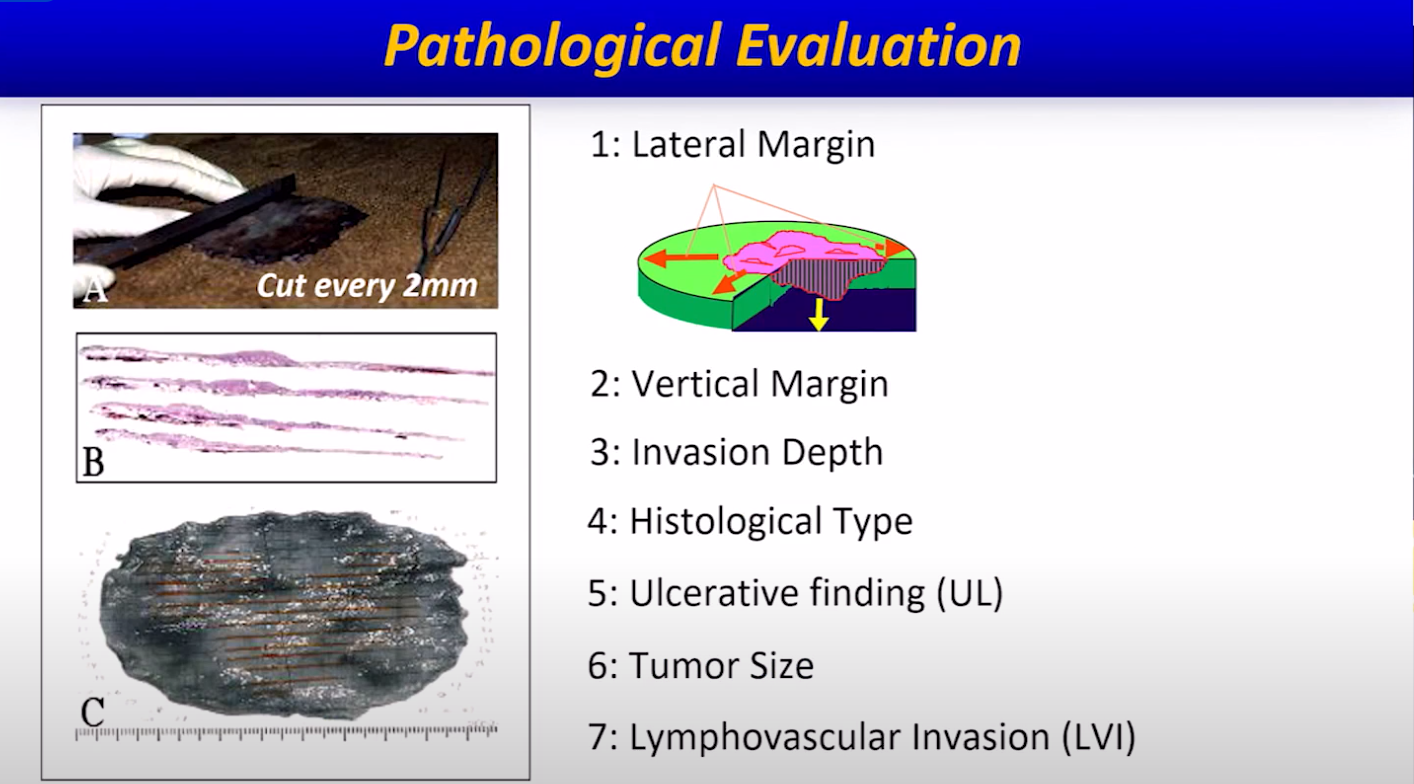 Pathological Evaluation
A
Cut every 2mm
B
C
1: Lateral Margin
2: Vertical Margin
3: Invasion Depth
4: Histological Type
5: Ulcerative finding (UL)
6: Tumor Size
7: Lymphovascular Invasion (LVI)